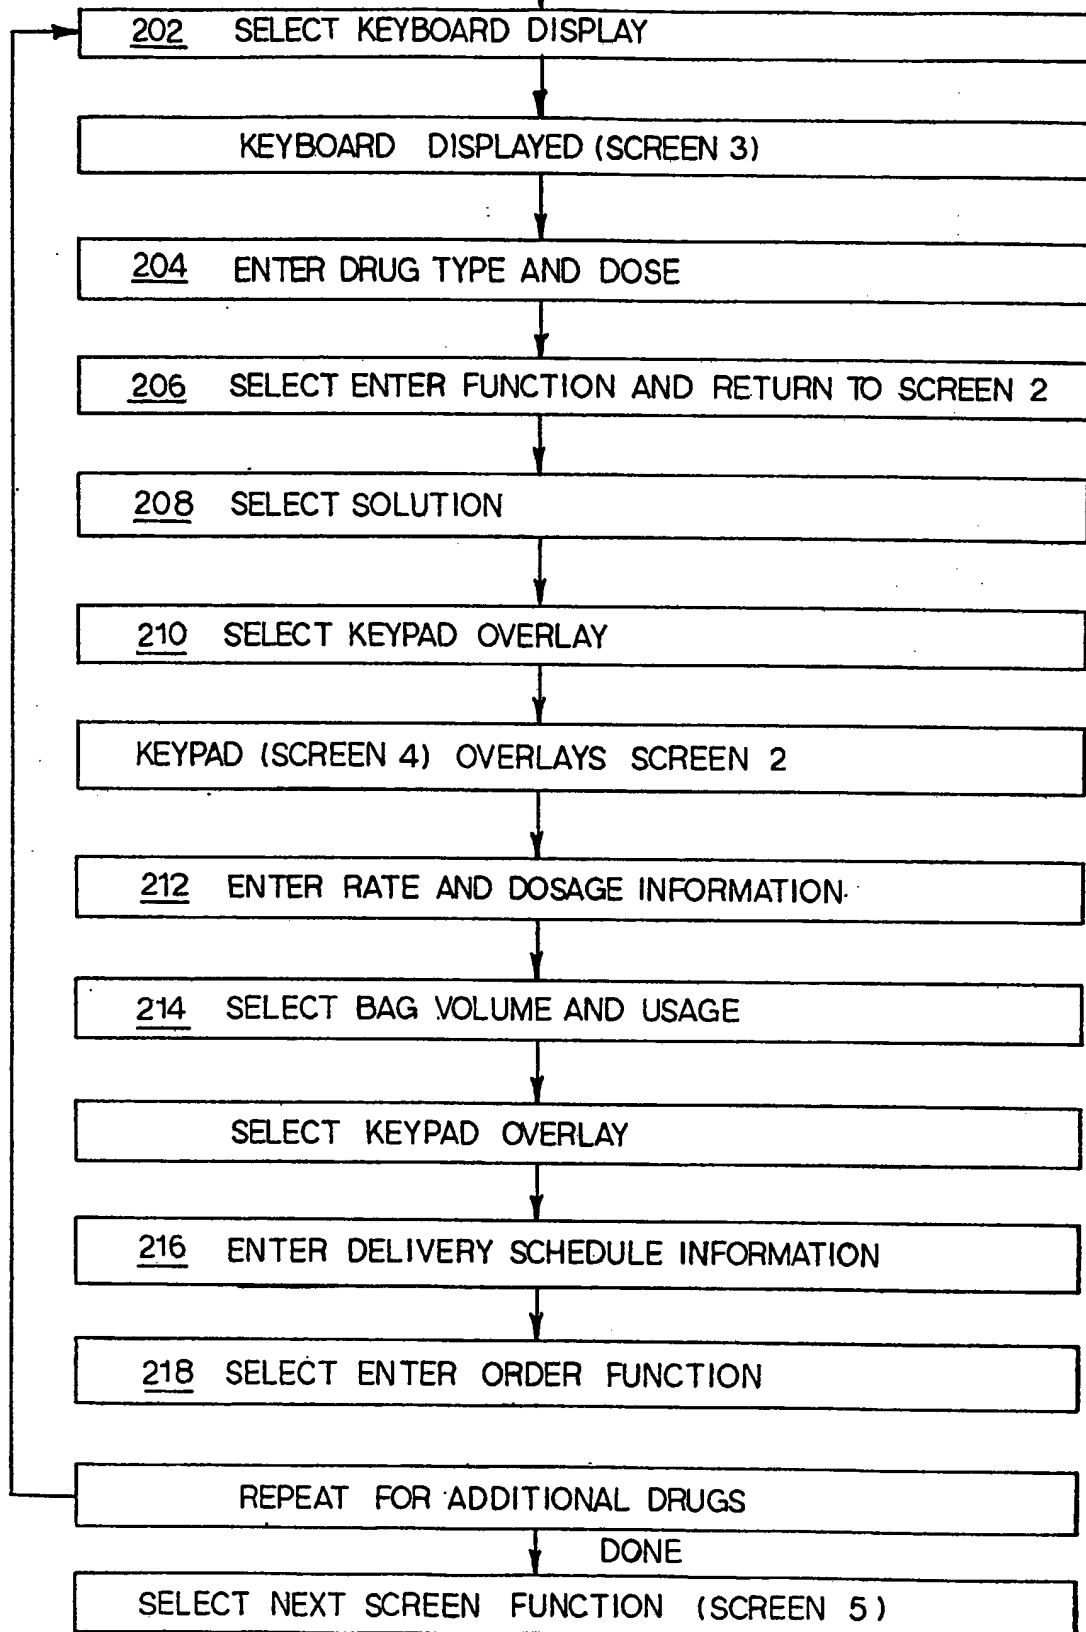 202 SELECT KEYBOARD DISPLAY
KEYBOARD DISPLAYED (SCREEN 3)
204 ENTER DRUG TYPE AND DOSE
206 SELECT ENTER FUNCTION AND RETURN TO SCREEN 2
208 SELECT SOLUTION
210 SELECT KEYPAD OVERLAY
KEYPAD (SCREEN 4) OVERLAYS SCREEN 2
212 ENTER RATE AND DOSAGE INFORMATION
214 SELECT BAG VOLUME AND USAGE
SELECT KEYPAD OVERLAY
216 ENTER DELIVERY SCHEDULE INFORMATION
218 SELECT ENTER ORDER FUNCTION
REPEAT FOR ADDITIONAL DRUGS
DONE
SELECT NEXT SCREEN FUNCTION (SCREEN 5)